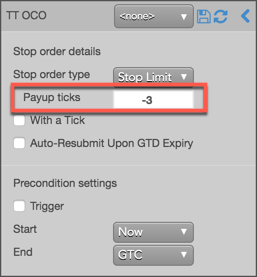 TT OCO <none>
Stop order details
Stop order type Stop Limit
Payup ticks -3
With a Tick
Auto-Resubmit Upon GTD Expiry
Precondition settings
Trigger
Start Now
End GTC